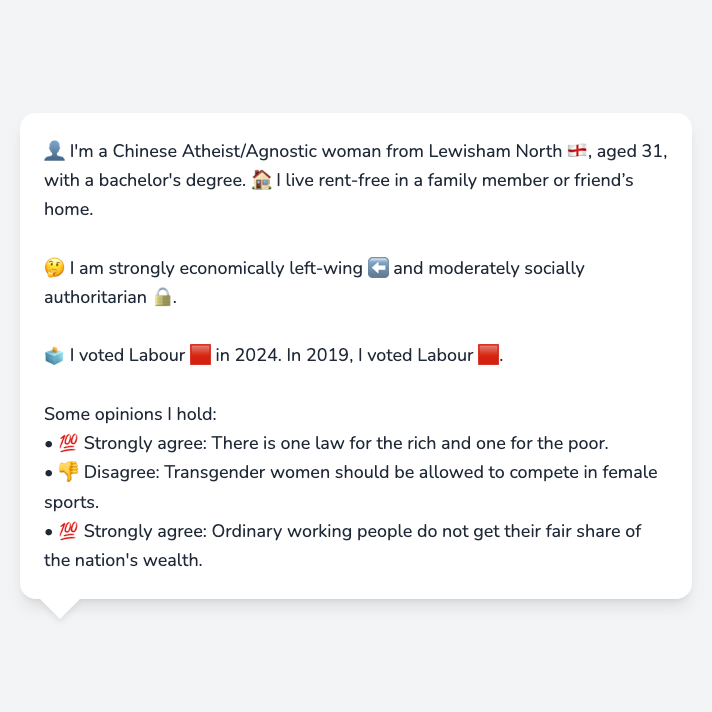 👤 I'm a Chinese Atheist/Agnostic woman from Lewisham North 🏴󠁧󠁢󠁥󠁮󠁧󠁿, aged 31,
with a bachelor's degree. 🏠 I live rent-free in a family member or friend’s
home.
🤔 I am strongly economically left-wing ⬅️ and moderately socially
authoritarian 🔒.
🗳️ I voted Labour 🟥 in 2024. In 2019, I voted Labour 🟥.
Some opinions I hold:
• 💯 Strongly agree: There is one law for the rich and one for the poor.
• 👎 Disagree: Transgender women should be allowed to compete in female
sports.
• 💯 Strongly agree: Ordinary working people do not get their fair share of
the nation's wealth.